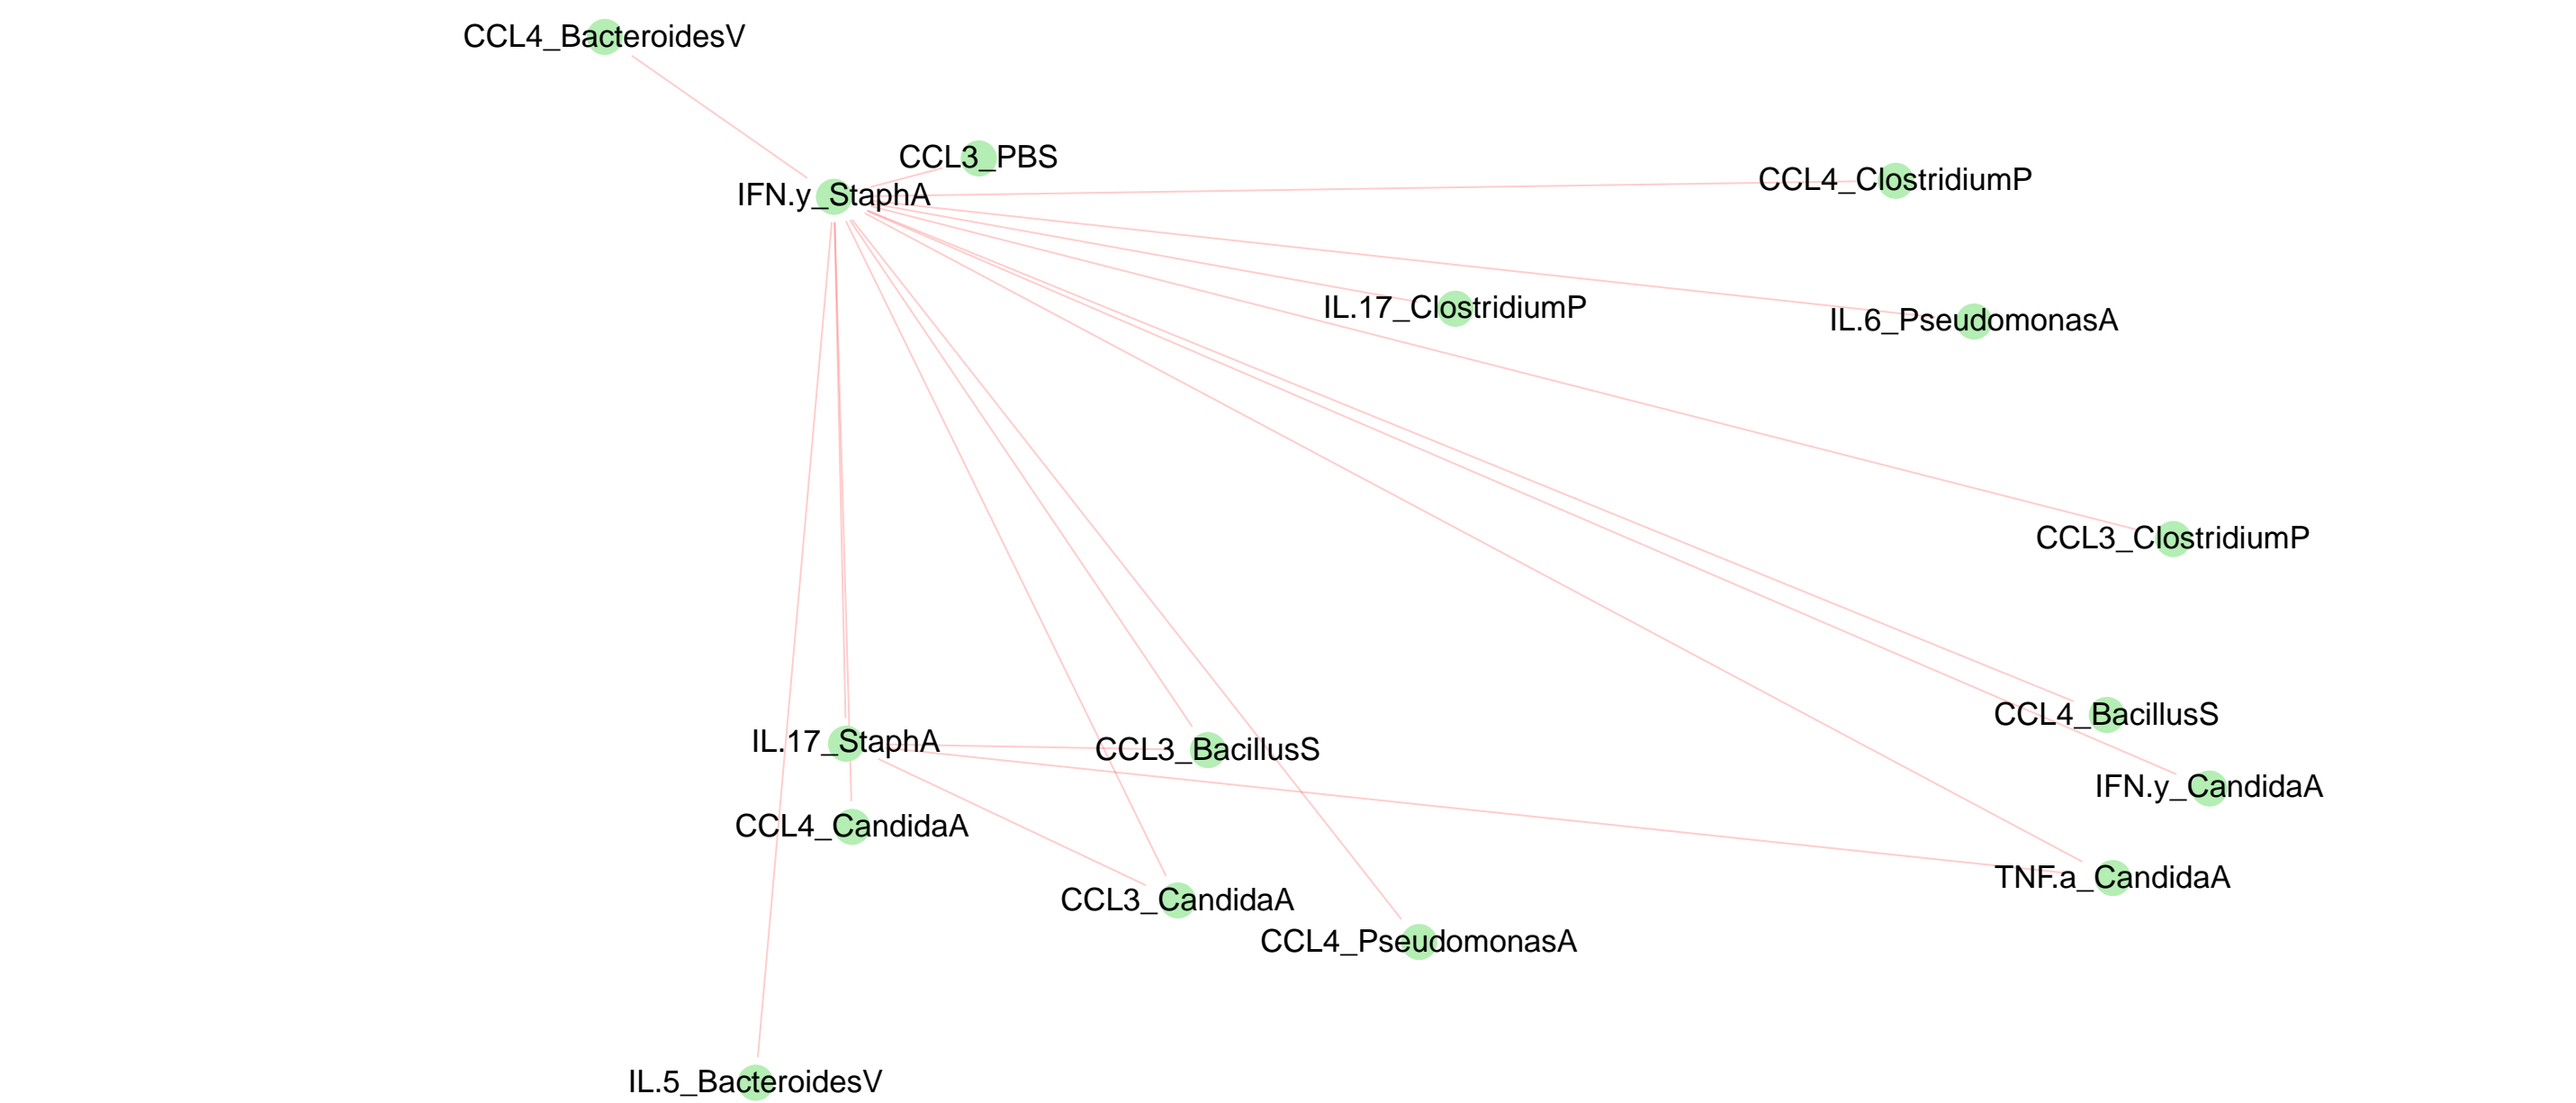 CCL4_BacteroidesV
CCL3_PBS
CCL4_ClostridiumP
IFN.y_StaphA
IL.17_ClostridiumP
IL.6_PseudomonasA
CCL3_ClostridiumP
CCL4_BacillusS
IL.17_StaphA
CCL3_BacillusS
IFN.y_CandidaA
CCL4_CandidaA
TNF.a_CandidaA
CCL3_CandidaA
CCL4_PseudomonasA
IL.5_BacteroidesV